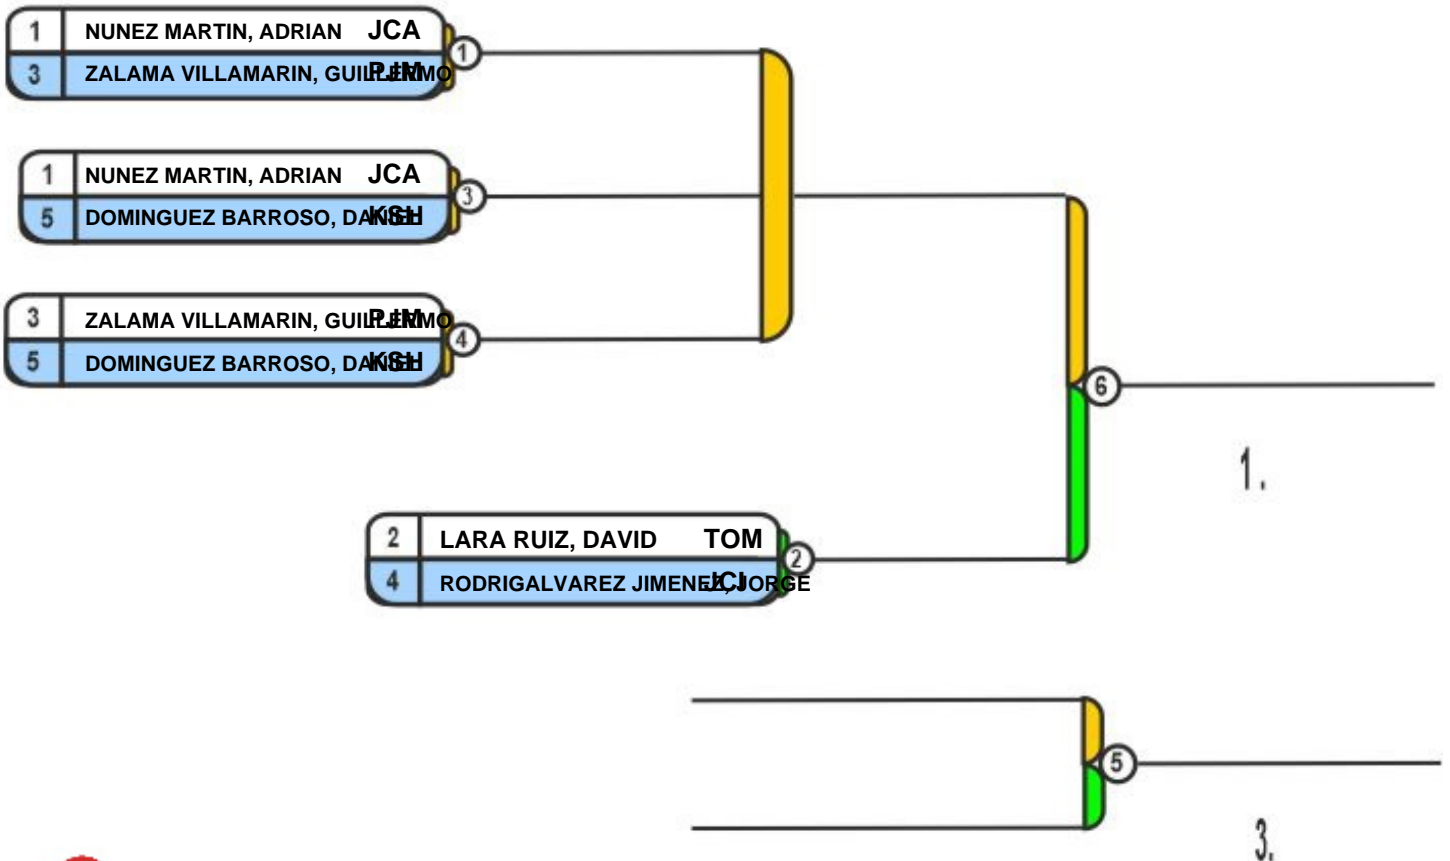 1 NUNEZ MARTIN, ADRIAN JCA
1
3 ZALAMA VILLAMARIN, GUILLERMO PJM
1 NUNEZ MARTIN, ADRIAN JCA
3
5 DOMINGUEZ BARROSO, DANIEL KSH
3 ZALAMA VILLAMARIN, GUILLERMO PJM
4
5 DOMINGUEZ BARROSO, DANIEL KSH
6
1.
2 LARA RUIZ, DAVID TOM
2
4 RODRIGALVAREZ JIMENEZ, JORGE JCJ
5
3.